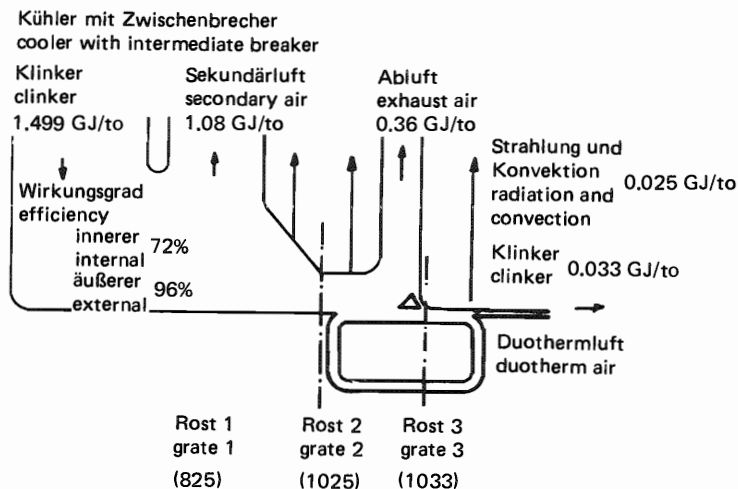 Kühler mit Zwischenbrecher
cooler with intermediate breaker
Klinker
clinker
1.499 GJ/to
Sekundärluft
secondary air
1.08 GJ/to
Abluft
exhaust air
0.36 GJ/to
Strahlung und
Konvektion
radiation and
convection
0.025 GJ/to
Wirkungsgrad
efficiency
innerer
internal
72%
äußerer
external
96%
Klinker
clinker
0.033 GJ/to
Duothermluft
duotherm air
Rost 1
grate 1
(825)
Rost 2
grate 2
(1025)
Rost 3
grate 3
(1033)